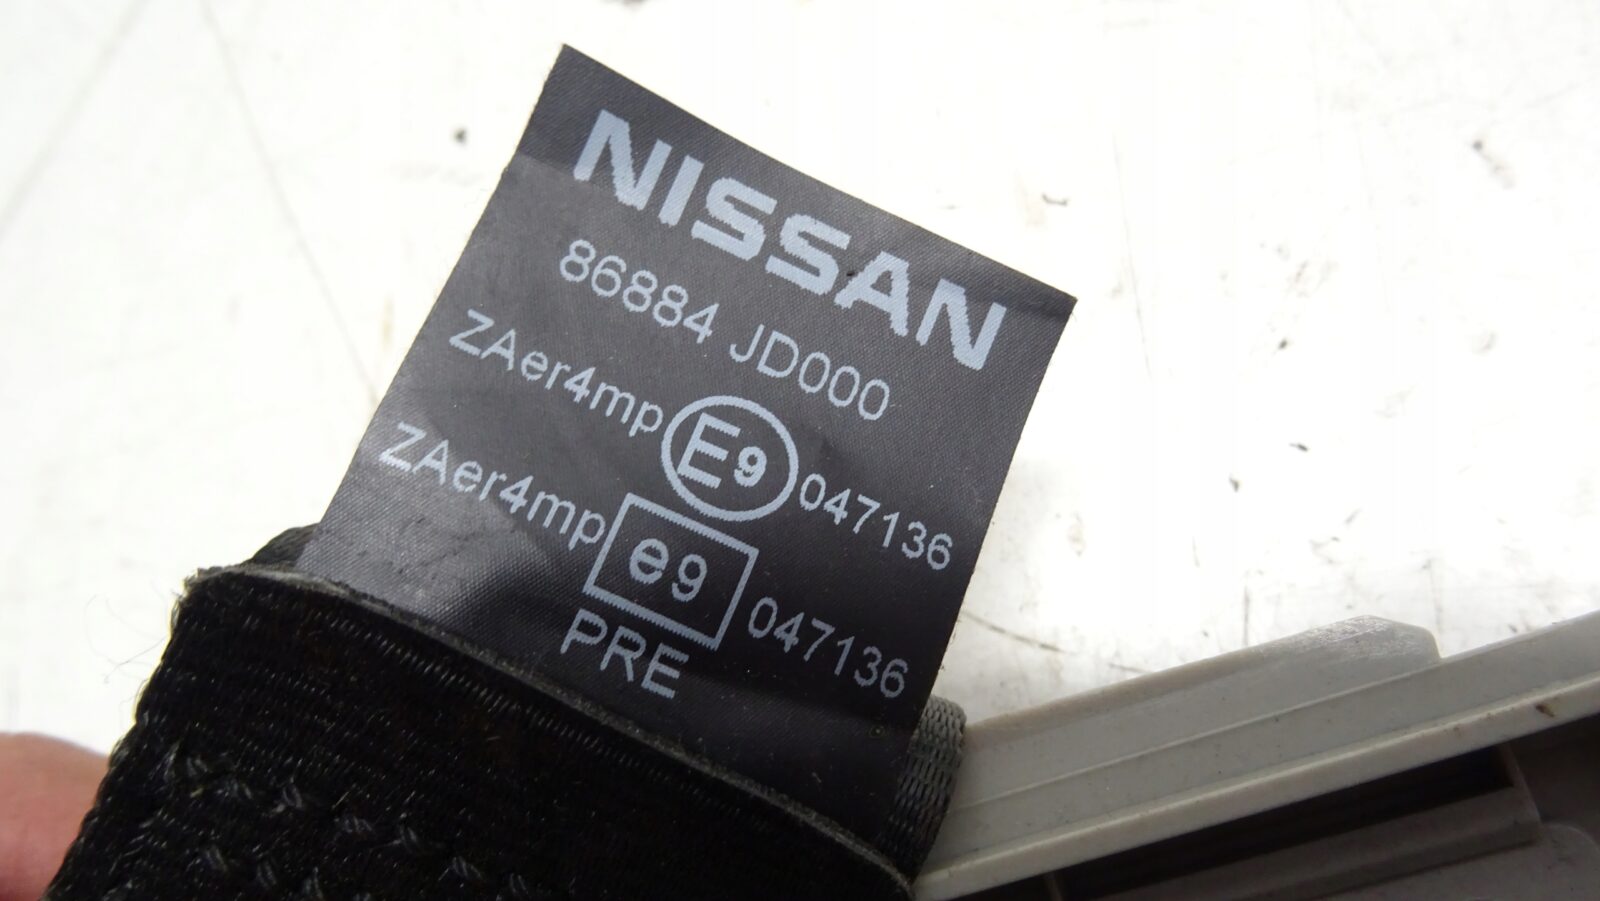 NISSAN
86884 JD000
ZAer4mp E9 047136
ZAer4mp e9 047136
PRE